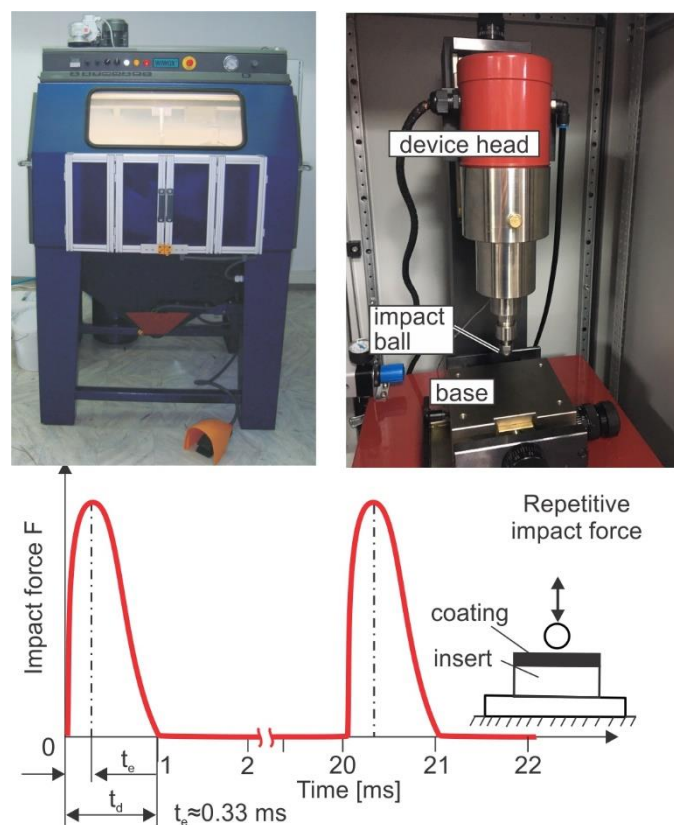 device head
impact
ball
base
Impact force F
Repetitive
impact force
coating
insert
0
1
2
20
21
22
Time [ms]
tₑ
t_d
tₑ≈0.33 ms